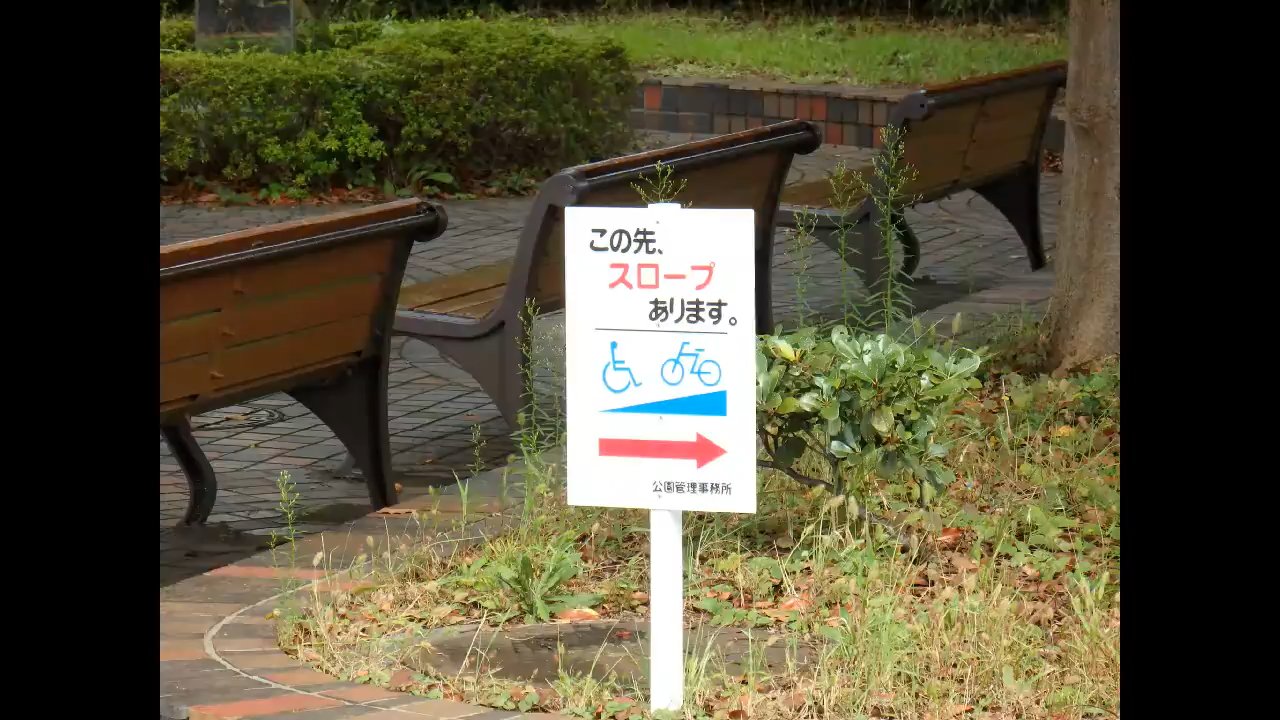 この先、
スロープ
あります。
公園管理事務所